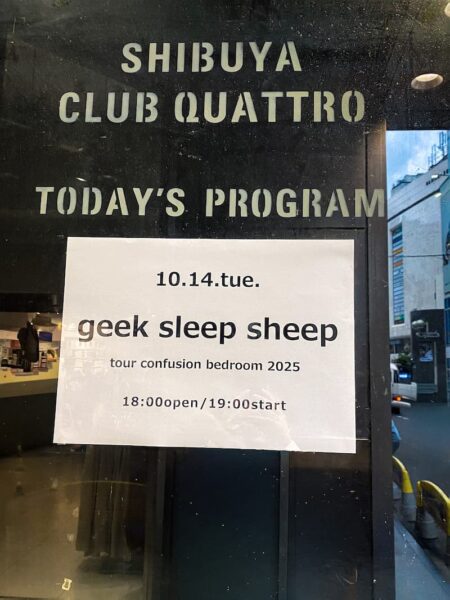 SHIBUYA
CLUB QUATTRO
TODAY'S PROGRAM
10.14.tue.
geek sleep sheep
tour confusion bedroom 2025
18:00open/19:00start